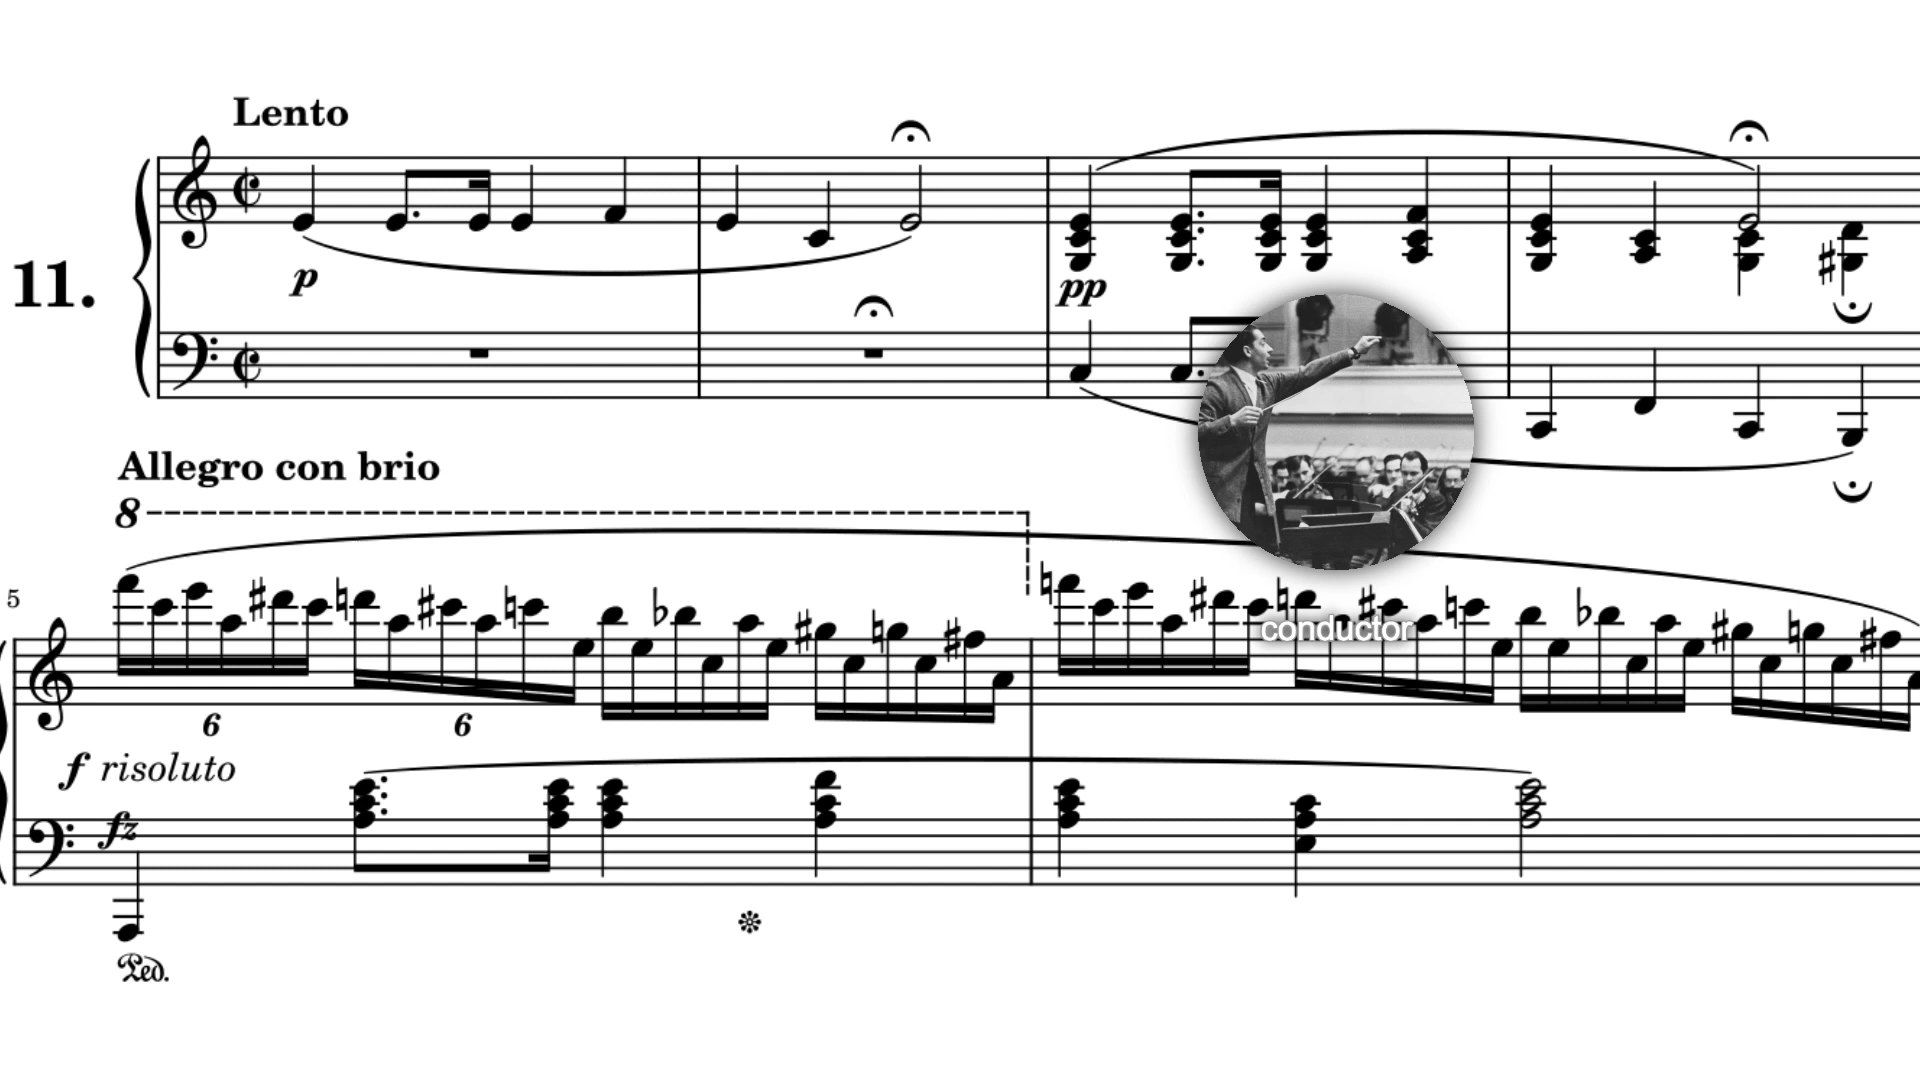 Lento
11.
p
pp
Allegro con brio
8
5
conductor
6 6
f risoluto
fz
Ped.